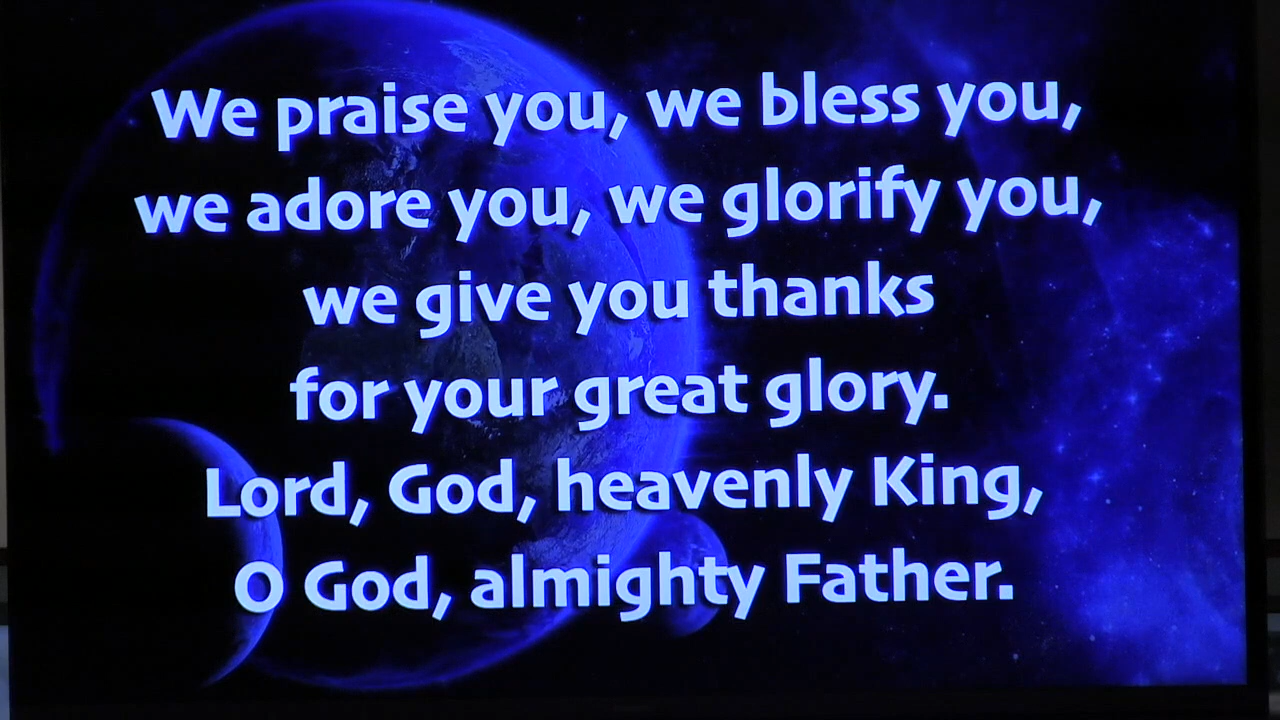 We praise you, we bless you,
we adore you, we glorify you,
we give you thanks
for your great glory.
Lord, God, heavenly King,
O God, almighty Father.